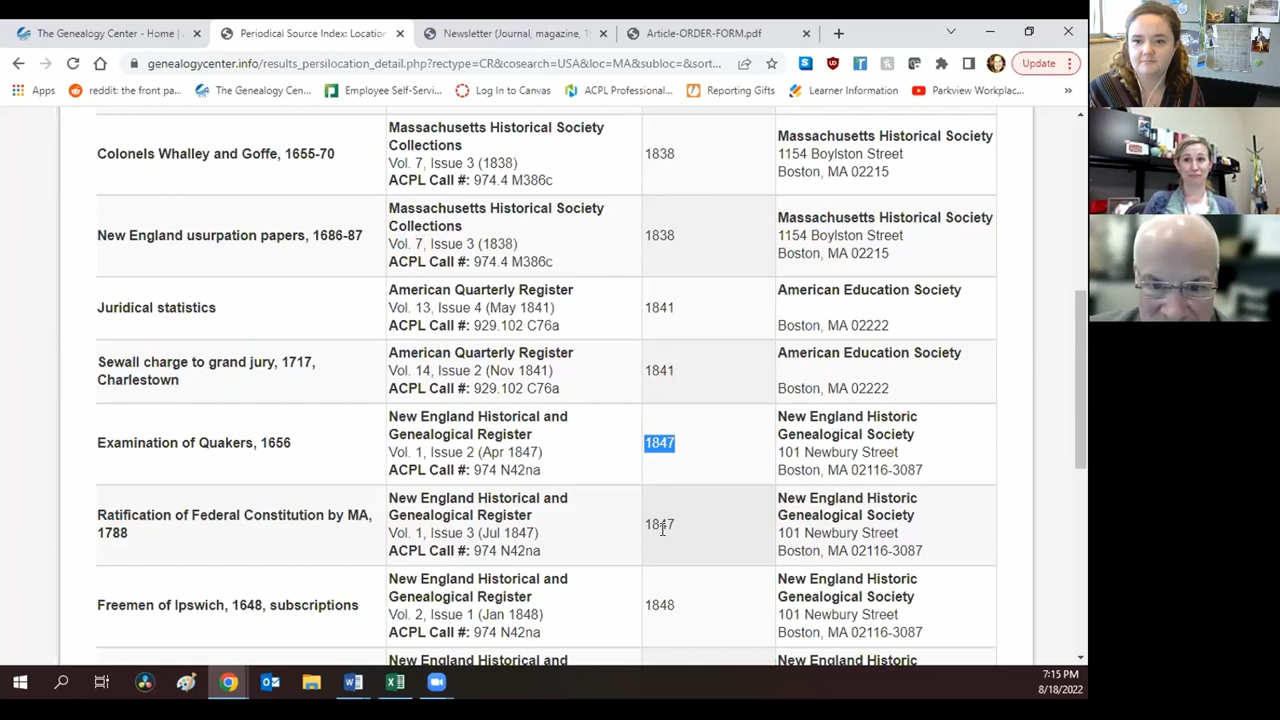 The Genealogy Center - Home |
Periodical Source Index: Location
Newsletter (Journal, magazine, 1
Article-ORDER-FORM.pdf
genealogycenter.info/results_persilocation_detail.php?rectype=CR&cosearch=USA&loc=MA&subloc=&sort...
Update
Apps
reddit: the front pa...
The Genealogy Cen...
Employee Self-Servi...
Log In to Canvas
ACPL Professional...
Reporting Gifts
Learner Information
Parkview Workplac...
»
Colonels Whalley and Goffe, 1655-70
Massachusetts Historical Society
Collections
Vol. 7, Issue 3 (1838)
ACPL Call #: 974.4 M386c
1838
Massachusetts Historical Society
1154 Boylston Street
Boston, MA 02215
New England usurpation papers, 1686-87
Massachusetts Historical Society
Collections
Vol. 7, Issue 3 (1838)
ACPL Call #: 974.4 M386c
1838
Massachusetts Historical Society
1154 Boylston Street
Boston, MA 02215
Juridical statistics
American Quarterly Register
Vol. 13, Issue 4 (May 1841)
ACPL Call #: 929.102 C76a
1841
American Education Society
Boston, MA 02222
Sewall charge to grand jury, 1717,
Charlestown
American Quarterly Register
Vol. 14, Issue 2 (Nov 1841)
ACPL Call #: 929.102 C76a
1841
American Education Society
Boston, MA 02222
Examination of Quakers, 1656
New England Historical and
Genealogical Register
Vol. 1, Issue 2 (Apr 1847)
ACPL Call #: 974 N42na
1847
New England Historic
Genealogical Society
101 Newbury Street
Boston, MA 02116-3087
Ratification of Federal Constitution by MA,
1788
New England Historical and
Genealogical Register
Vol. 1, Issue 3 (Jul 1847)
ACPL Call #: 974 N42na
1847
New England Historic
Genealogical Society
101 Newbury Street
Boston, MA 02116-3087
Freemen of Ipswich, 1648, subscriptions
New England Historical and
Genealogical Register
Vol. 2, Issue 1 (Jan 1848)
ACPL Call #: 974 N42na
1848
New England Historic
Genealogical Society
101 Newbury Street
Boston, MA 02116-3087
New England Historical and
New England Historic
7:15 PM
8/18/2022